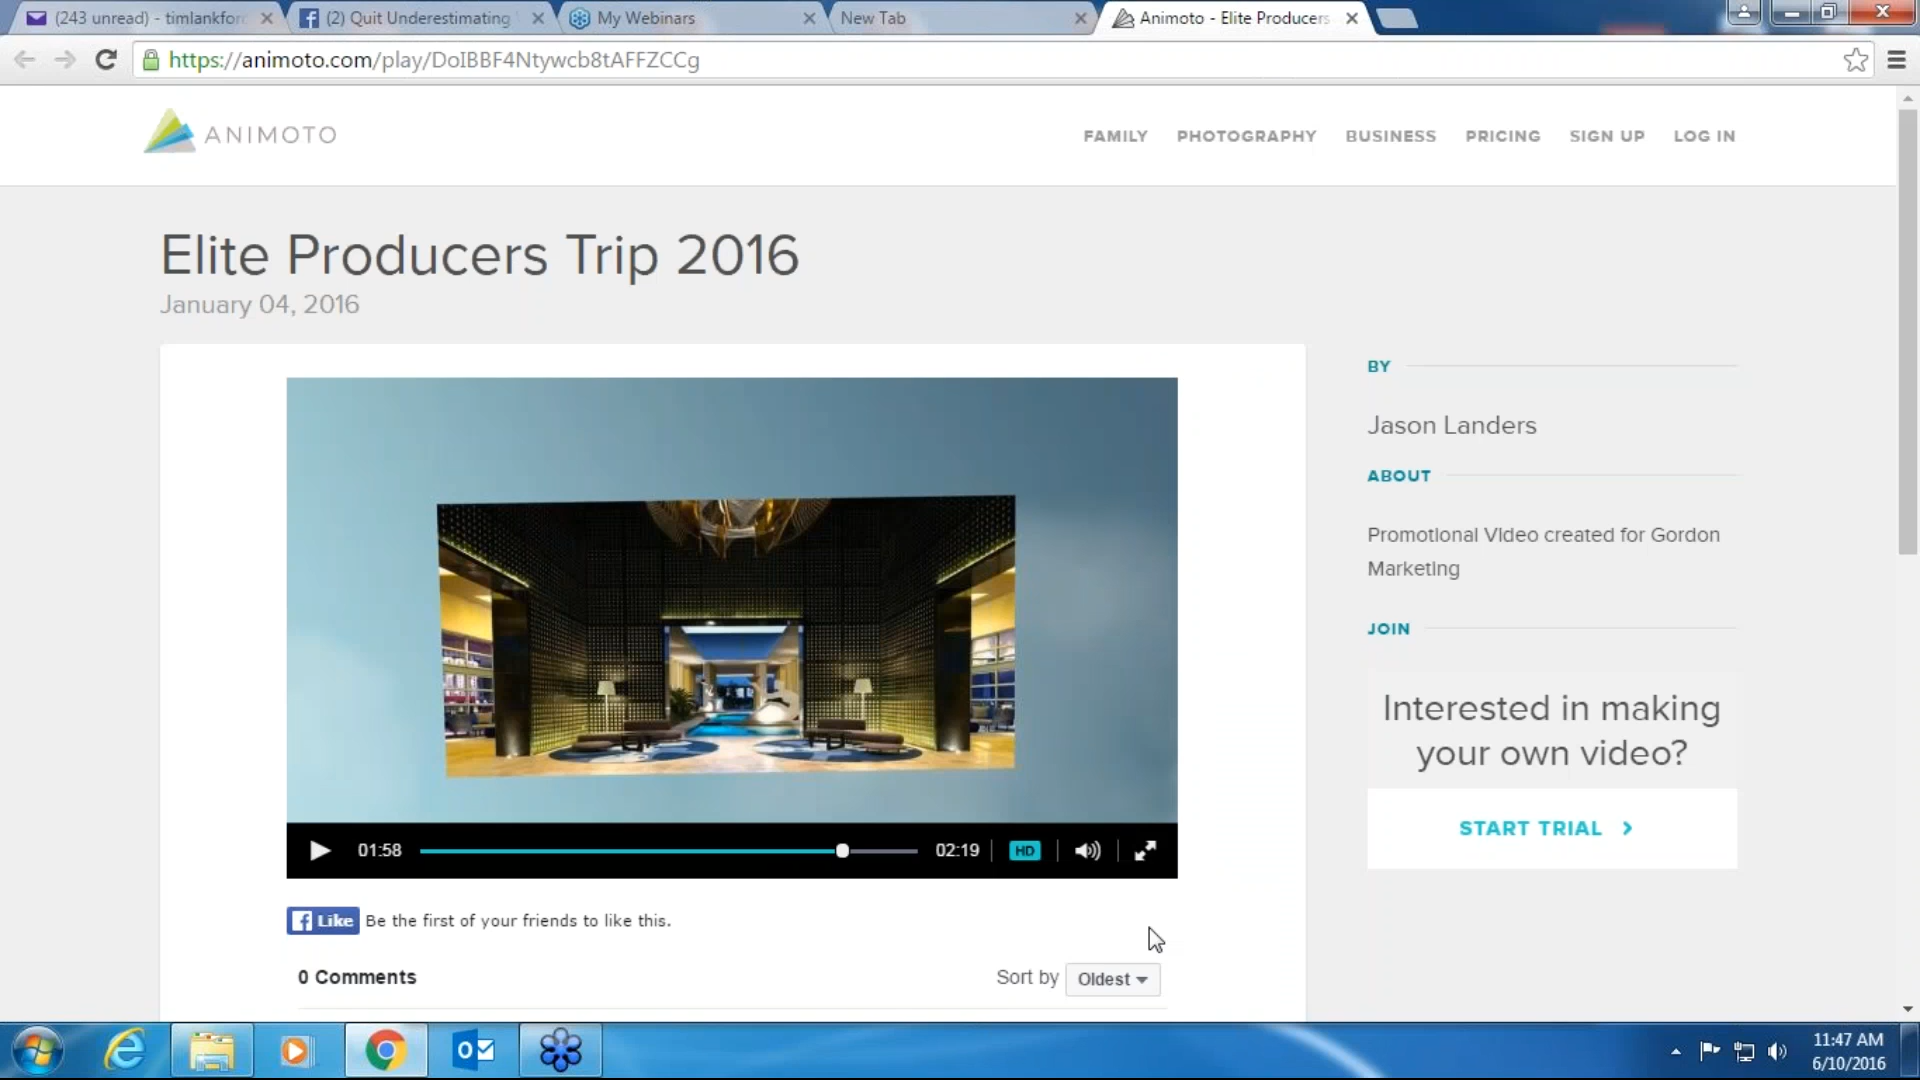 (243 unread) - timlankford
(2) Quit Underestimating
My Webinars
New Tab
Animoto - Elite Producers
https://animoto.com/play/DoIBBF4Ntywcb8tAFFZCCg
ANIMOTO
FAMILY
PHOTOGRAPHY
BUSINESS
PRICING
SIGN UP
LOG IN
Elite Producers Trip 2016
January 04, 2016
BY
Jason Landers
ABOUT
Promotional Video created for Gordon
Marketing
JOIN
Interested in making
your own video?
START TRIAL
01:58
02:19
HD
Like
Be the first of your friends to like this.
0 Comments
Sort by
Oldest
11:47 AM
6/10/2016